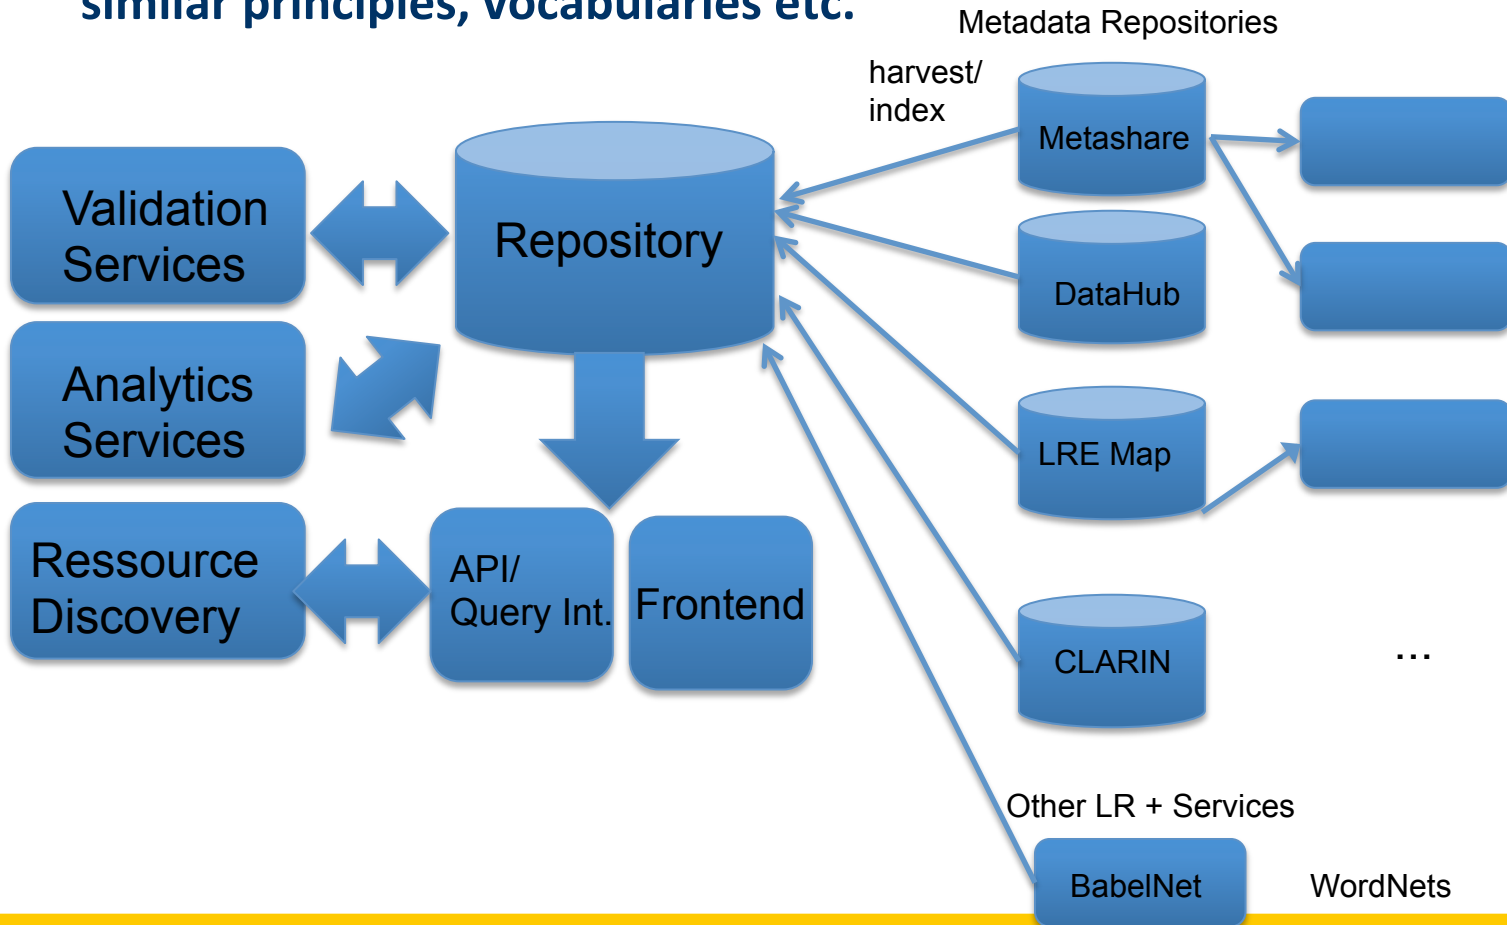 similar principles, vocabularies etc.
Metadata Repositories
harvest/
index
Metashare
Validation
Services
Repository
DataHub
Analytics
Services
LRE Map
Ressource
Discovery
API/
Query Int.
Frontend
CLARIN
...
Other LR + Services
BabelNet
WordNets